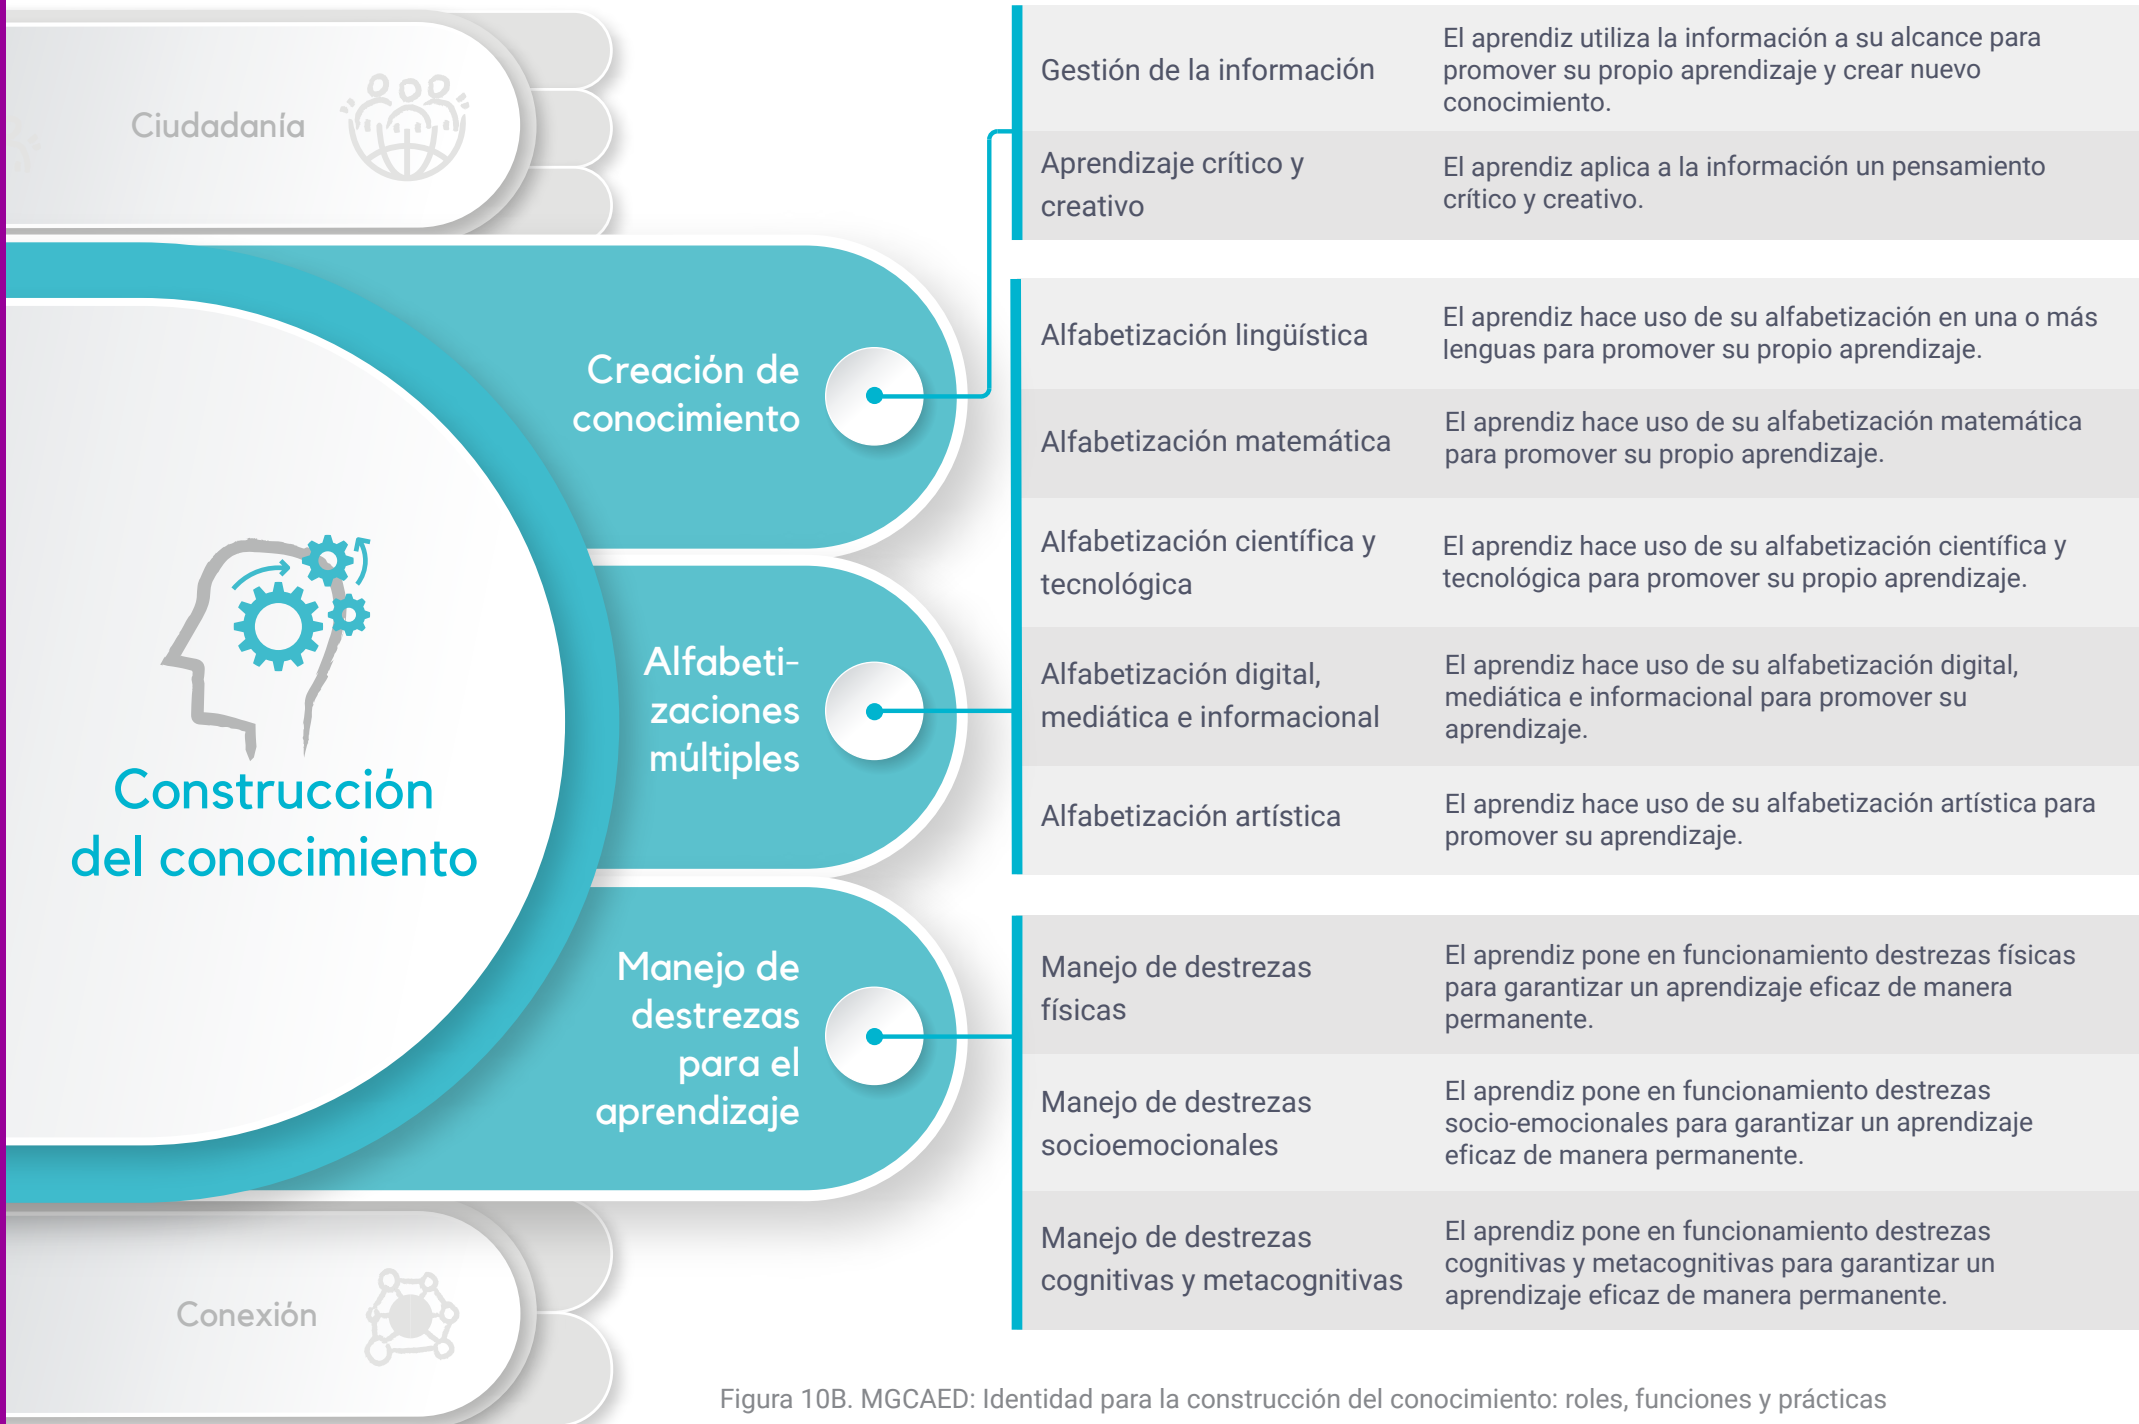 Ciudadanía
Construcción
del conocimiento
Conexión
Creación de
conocimiento
Gestión de la información
El aprendiz utiliza la información a su alcance para
promover su propio aprendizaje y crear nuevo
conocimiento.
Aprendizaje crítico y
creativo
El aprendiz aplica a la información un pensamiento
crítico y creativo.
Alfabeti-
zaciones
múltiples
Alfabetización lingüística
El aprendiz hace uso de su alfabetización en una o más
lenguas para promover su propio aprendizaje.
Alfabetización matemática
El aprendiz hace uso de su alfabetización matemática
para promover su propio aprendizaje.
Alfabetización científica y
tecnológica
El aprendiz hace uso de su alfabetización científica y
tecnológica para promover su propio aprendizaje.
Alfabetización digital,
mediática e informacional
El aprendiz hace uso de su alfabetización digital,
mediática e informacional para promover su
aprendizaje.
Alfabetización artística
El aprendiz hace uso de su alfabetización artística para
promover su aprendizaje.
Manejo de
destrezas
para el
aprendizaje
Manejo de destrezas
físicas
El aprendiz pone en funcionamiento destrezas físicas
para garantizar un aprendizaje eficaz de manera
permanente.
Manejo de destrezas
socioemocionales
El aprendiz pone en funcionamiento destrezas
socio-emocionales para garantizar un aprendizaje
eficaz de manera permanente.
Manejo de destrezas
cognitivas y metacognitivas
El aprendiz pone en funcionamiento destrezas
cognitivas y metacognitivas para garantizar un
aprendizaje eficaz de manera permanente.
Figura 10B. MGCAED: Identidad para la construcción del conocimiento: roles, funciones y prácticas